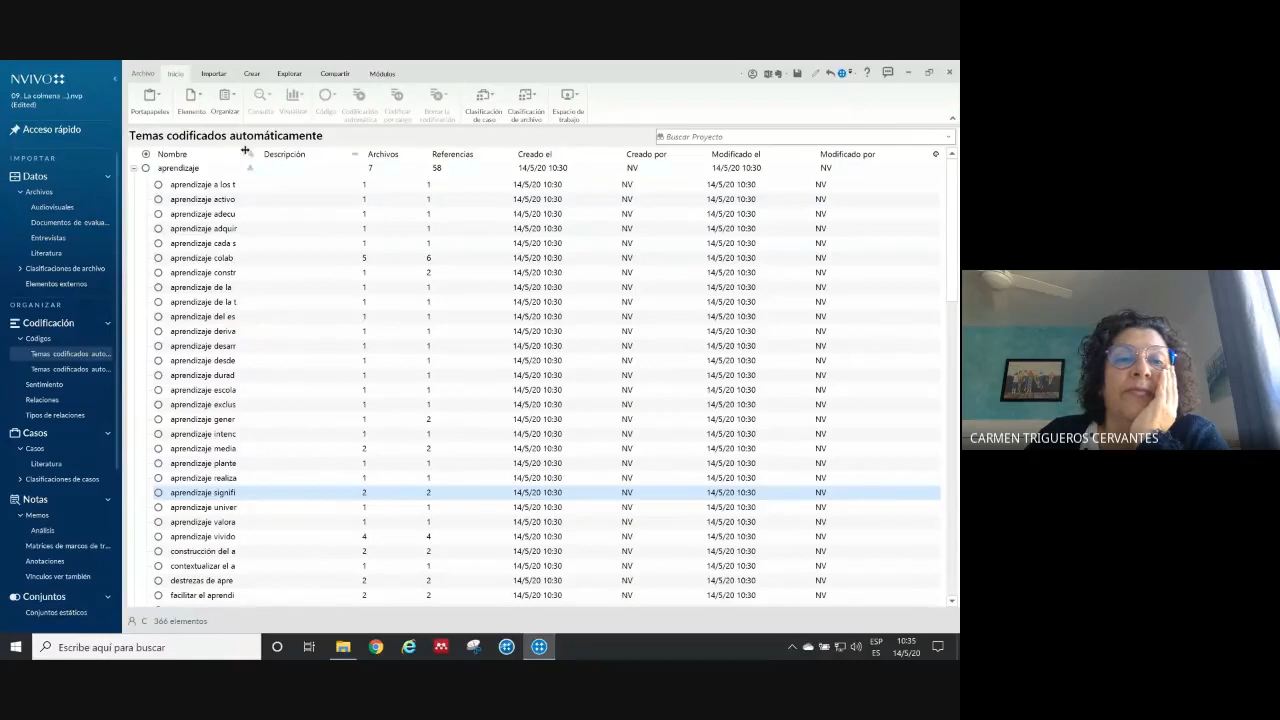 NVIVO
09. La colmena ...).nvp
(Edited)
Acceso rápido
IMPORTAR
Datos
Archivos
Audiovisuales
Documentos de evalua...
Entrevistas
Literatura
Clasificaciones de archivo
Elementos externos
ORGANIZAR
Codificación
Códigos
Temas codificados auto...
Temas codificados auto...
Sentimiento
Relaciones
Tipos de relaciones
Casos
Casos
Literatura
Clasificaciones de casos
Notas
Memos
Análisis
Matrices de marcos de tr...
Anotaciones
Vínculos ver también
Conjuntos
Conjuntos estáticos
Archivo Inicio Importar Crear Explorar Compartir Módulos
Portapapeles Elemento Organizar Consulta Visualizar Código Codificación automática Codificar por rango Borrar la codificación Clasificación de caso Clasificación de archivo Espacio de trabajo
Temas codificados automáticamente
Buscar Proyecto
Nombre Descripción Archivos Referencias Creado el Creado por Modificado el Modificado por
aprendizaje 7 58 14/5/20 10:30 NV 14/5/20 10:30 NV
aprendizaje a los t 1 1 14/5/20 10:30 NV 14/5/20 10:30 NV
aprendizaje activo 1 1 14/5/20 10:30 NV 14/5/20 10:30 NV
aprendizaje adecu 1 1 14/5/20 10:30 NV 14/5/20 10:30 NV
aprendizaje adquir 1 1 14/5/20 10:30 NV 14/5/20 10:30 NV
aprendizaje cada s 1 1 14/5/20 10:30 NV 14/5/20 10:30 NV
aprendizaje colab 5 6 14/5/20 10:30 NV 14/5/20 10:30 NV
aprendizaje constr 1 2 14/5/20 10:30 NV 14/5/20 10:30 NV
aprendizaje de la 1 1 14/5/20 10:30 NV 14/5/20 10:30 NV
aprendizaje de la t 1 1 14/5/20 10:30 NV 14/5/20 10:30 NV
aprendizaje del es 1 1 14/5/20 10:30 NV 14/5/20 10:30 NV
aprendizaje deriva 1 1 14/5/20 10:30 NV 14/5/20 10:30 NV
aprendizaje desarr 1 1 14/5/20 10:30 NV 14/5/20 10:30 NV
aprendizaje desde 1 1 14/5/20 10:30 NV 14/5/20 10:30 NV
aprendizaje durad 1 1 14/5/20 10:30 NV 14/5/20 10:30 NV
aprendizaje escola 1 1 14/5/20 10:30 NV 14/5/20 10:30 NV
aprendizaje exclus 1 1 14/5/20 10:30 NV 14/5/20 10:30 NV
aprendizaje gener 1 2 14/5/20 10:30 NV 14/5/20 10:30 NV
aprendizaje intenc 1 1 14/5/20 10:30 NV 14/5/20 10:30 NV
aprendizaje media 2 2 14/5/20 10:30 NV 14/5/20 10:30 NV
aprendizaje plante 1 1 14/5/20 10:30 NV 14/5/20 10:30 NV
aprendizaje realiza 1 1 14/5/20 10:30 NV 14/5/20 10:30 NV
aprendizaje signifi 2 2 14/5/20 10:30 NV 14/5/20 10:30 NV
aprendizaje univer 1 1 14/5/20 10:30 NV 14/5/20 10:30 NV
aprendizaje valora 1 1 14/5/20 10:30 NV 14/5/20 10:30 NV
aprendizaje vivido 4 4 14/5/20 10:30 NV 14/5/20 10:30 NV
construcción del a 2 2 14/5/20 10:30 NV 14/5/20 10:30 NV
contextualizar el a 1 1 14/5/20 10:30 NV 14/5/20 10:30 NV
destrezas de apre 2 2 14/5/20 10:30 NV 14/5/20 10:30 NV
facilitar el aprendi 2 2 14/5/20 10:30 NV 14/5/20 10:30 NV
C 366 elementos
Escribe aquí para buscar
ESP
ES
10:35
14/5/20
CARMEN TRIGUEROS CERVANTES